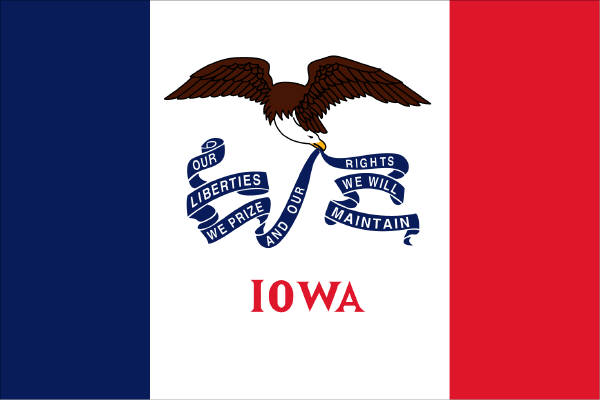 OUR
LIBERTIES
WE PRIZE
AND OUR
RIGHTS
WE WILL
MAINTAIN
IOWA